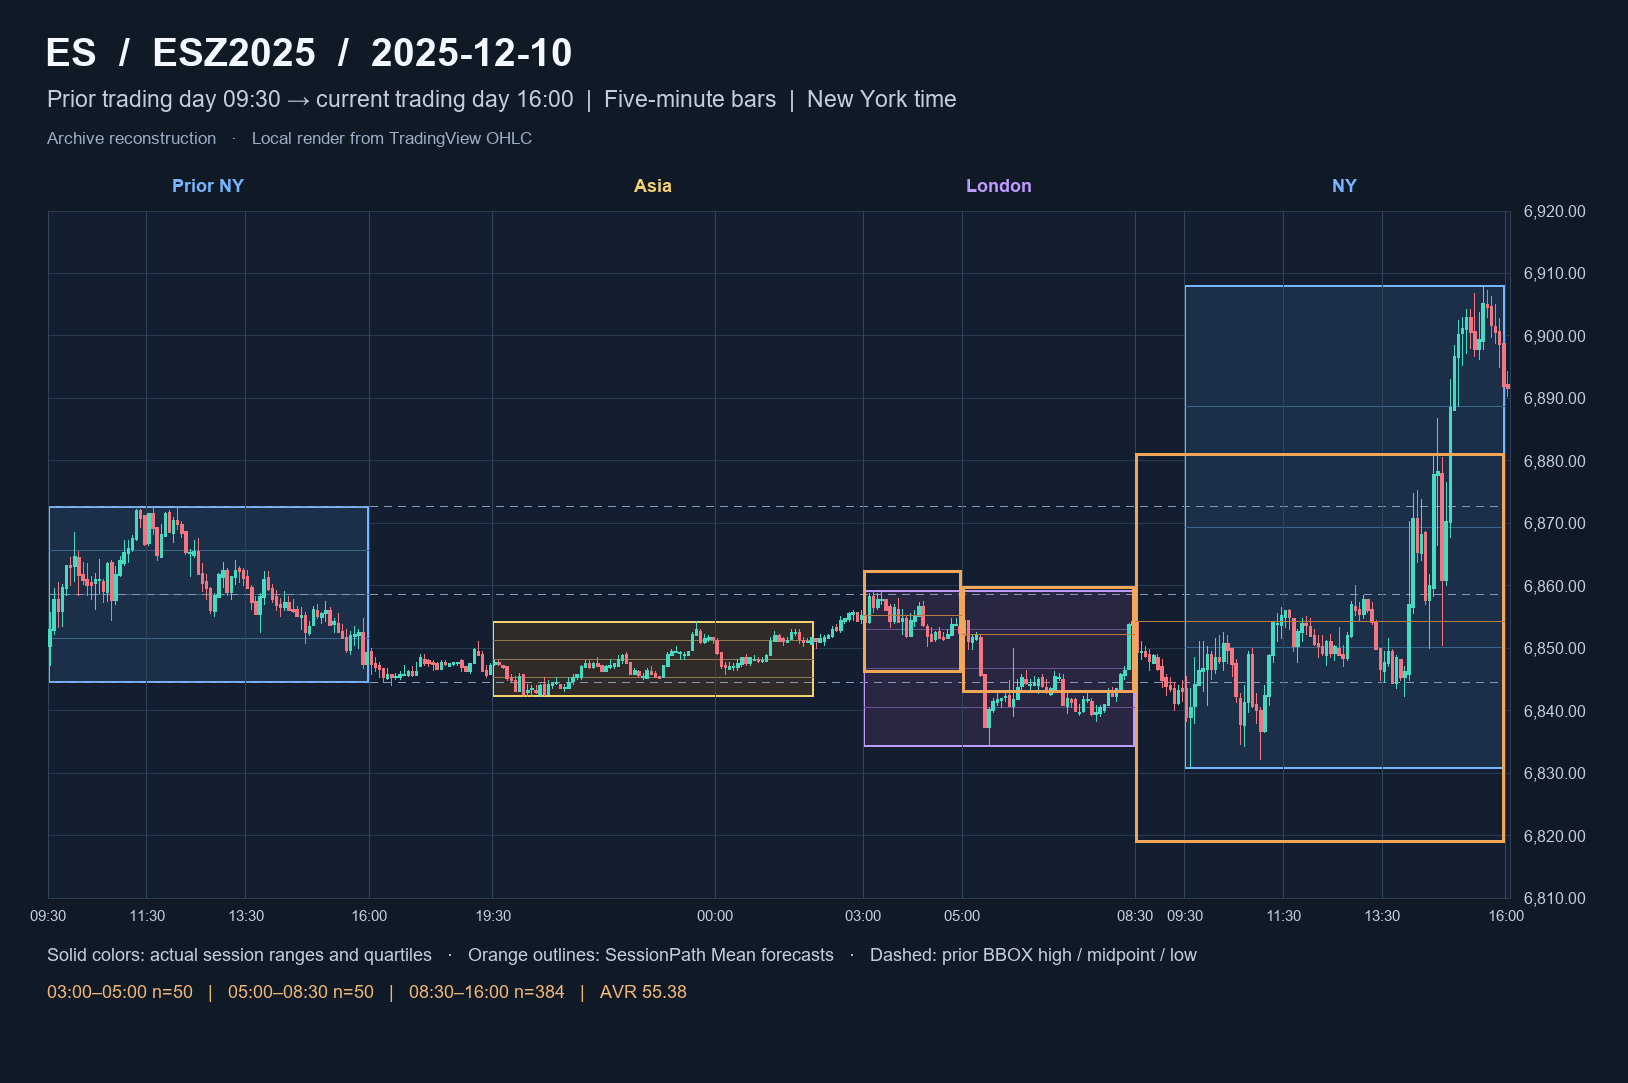 ES / ESZ2025 / 2025-12-10
Prior trading day 09:30 → current trading day 16:00 | Five-minute bars | New York time
Archive reconstruction · Local render from TradingView OHLC
Prior NY Asia London NY
6,920.00
6,910.00
6,900.00
6,890.00
6,880.00
6,870.00
6,860.00
6,850.00
6,840.00
6,830.00
6,820.00
6,810.00
09:30 11:30 13:30 16:00 19:30 00:00 03:00 05:00 08:30 09:30 11:30 13:30 16:00
Solid colors: actual session ranges and quartiles · Orange outlines: SessionPath Mean forecasts · Dashed: prior BBOX high / midpoint / low
03:00–05:00 n=50 | 05:00–08:30 n=50 | 08:30–16:00 n=384 | AVR 55.38